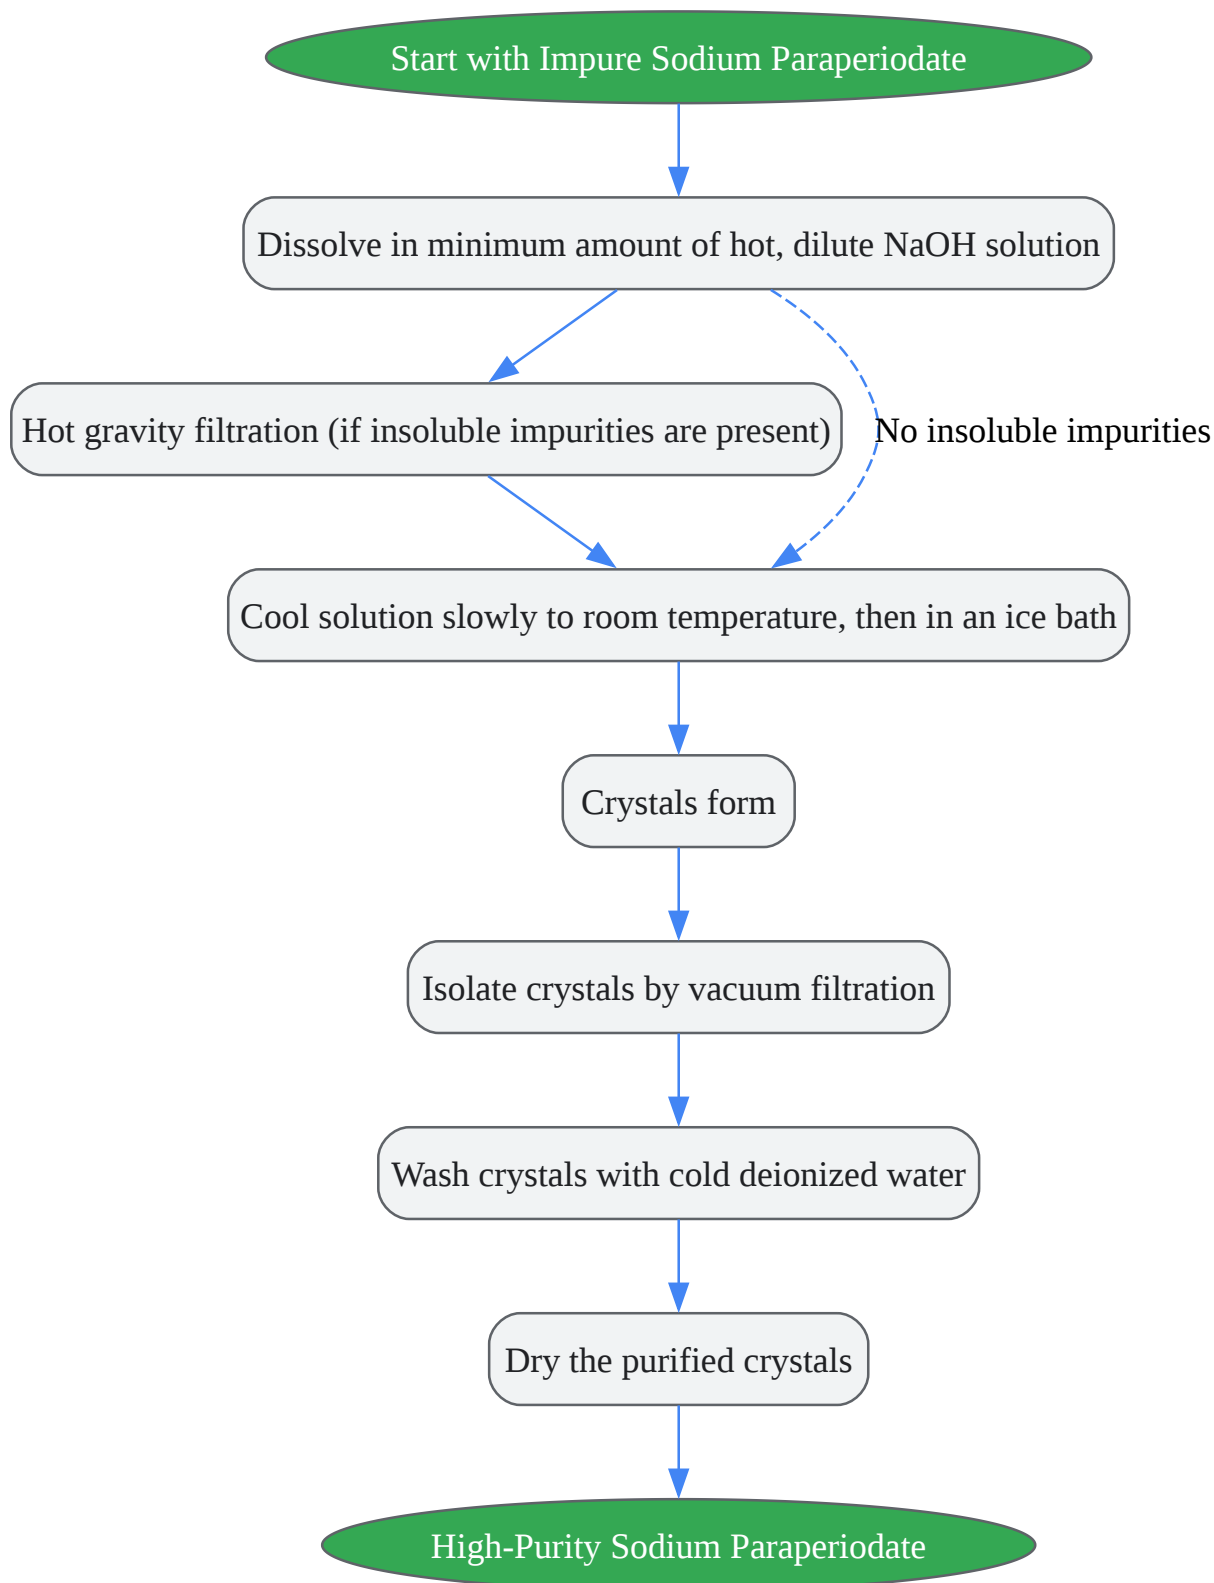 Start with Impure Sodium Paraperiodate
Dissolve in minimum amount of hot, dilute NaOH solution
Hot gravity filtration (if insoluble impurities are present)
No insoluble impurities
Cool solution slowly to room temperature, then in an ice bath
Crystals form
Isolate crystals by vacuum filtration
Wash crystals with cold deionized water
Dry the purified crystals
High-Purity Sodium Paraperiodate